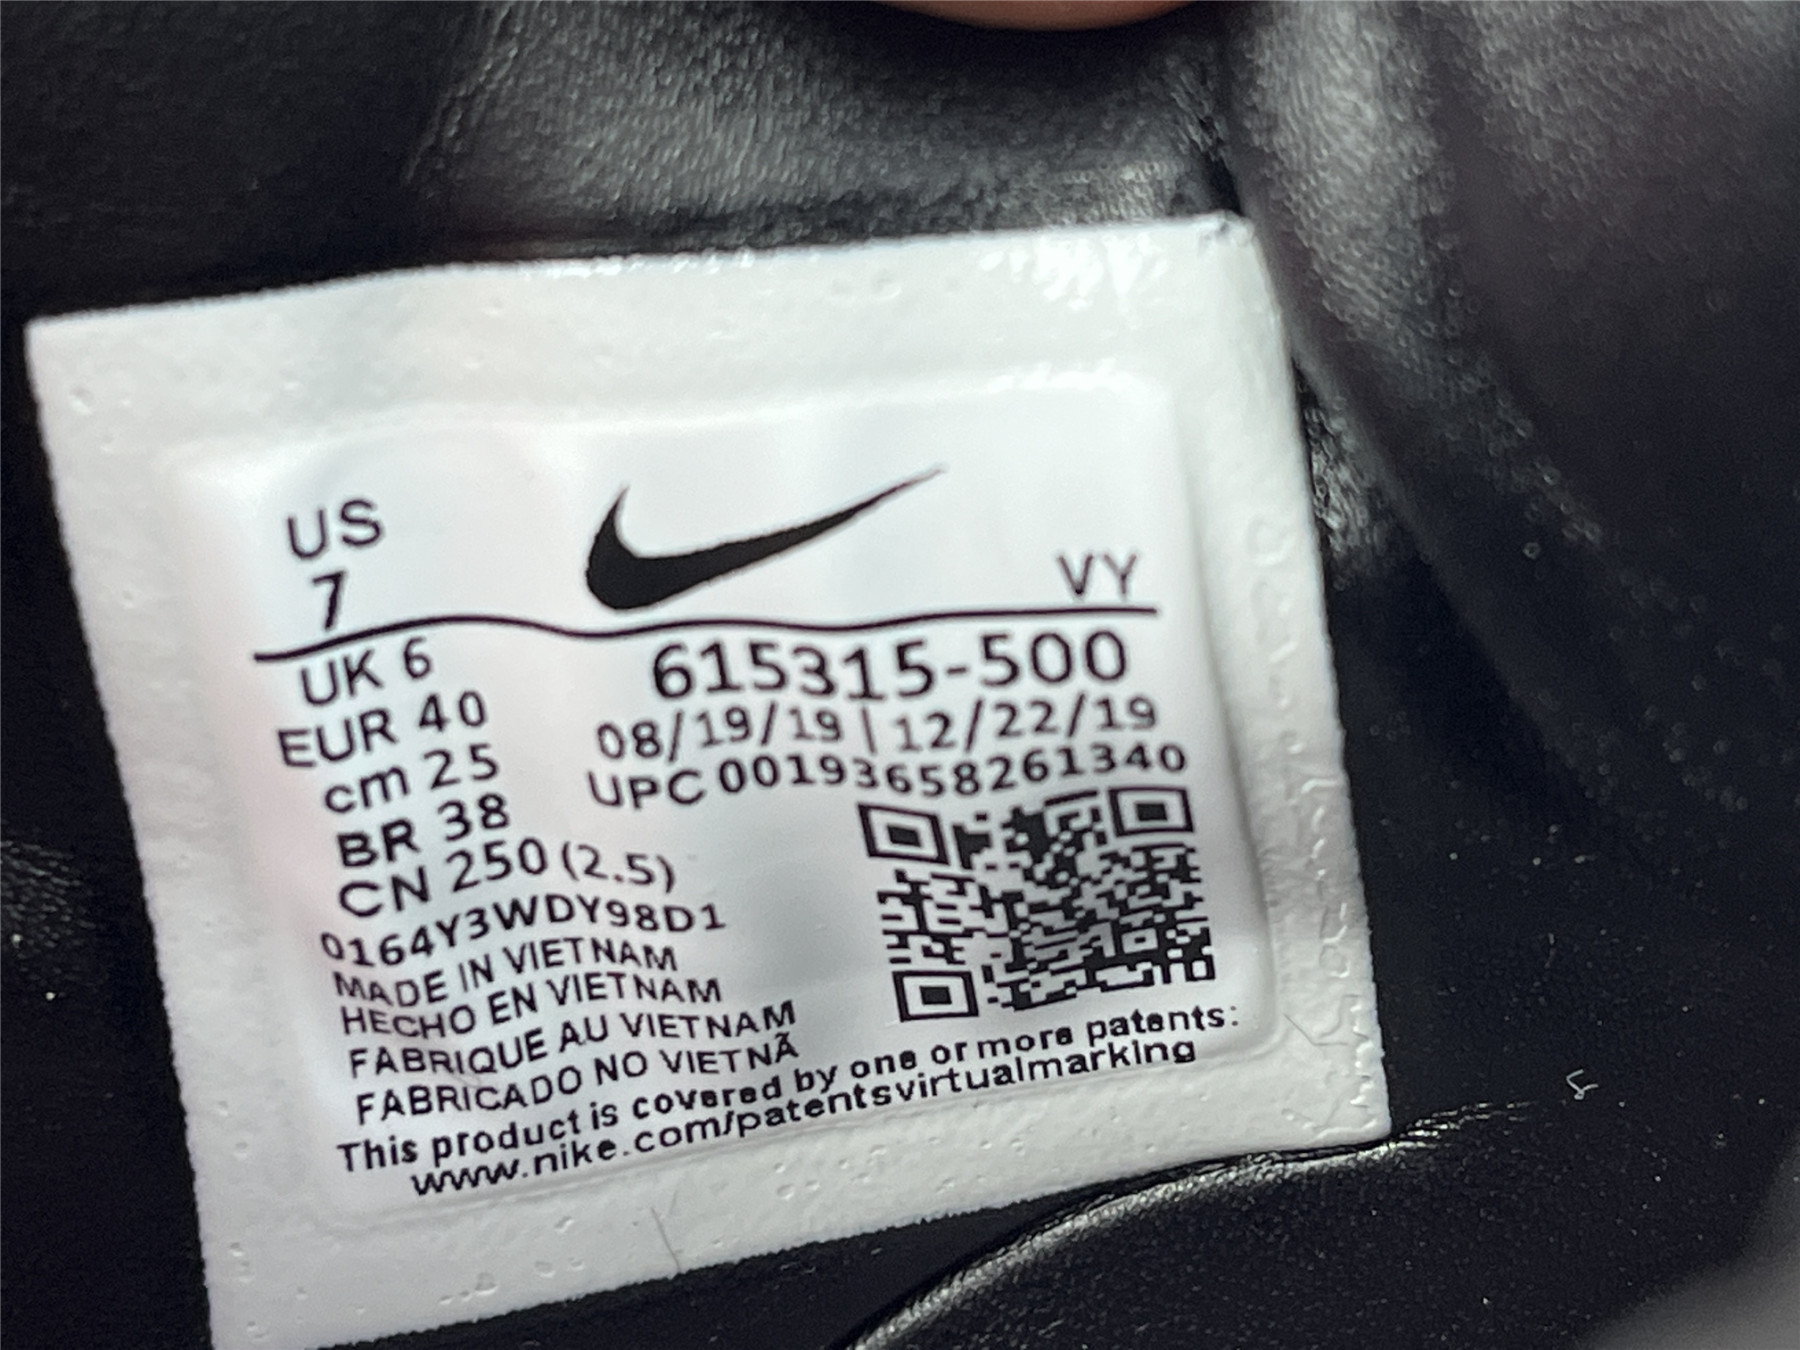 US
7
VY
UK 6
615315-500
EUR 40
08/19/19 | 12/22/19
cm 25
UPC 00193658261340
BR 38
CN 250 (2.5)
0164Y3WDY98D1
MADE IN VIETNAM
HECHO EN VIETNAM
FABRIQUE AU VIETNAM
FABRICADO NO VIETNÃ
This product is covered by one or more patents:
www.nike.com/patentsvirtualmarking